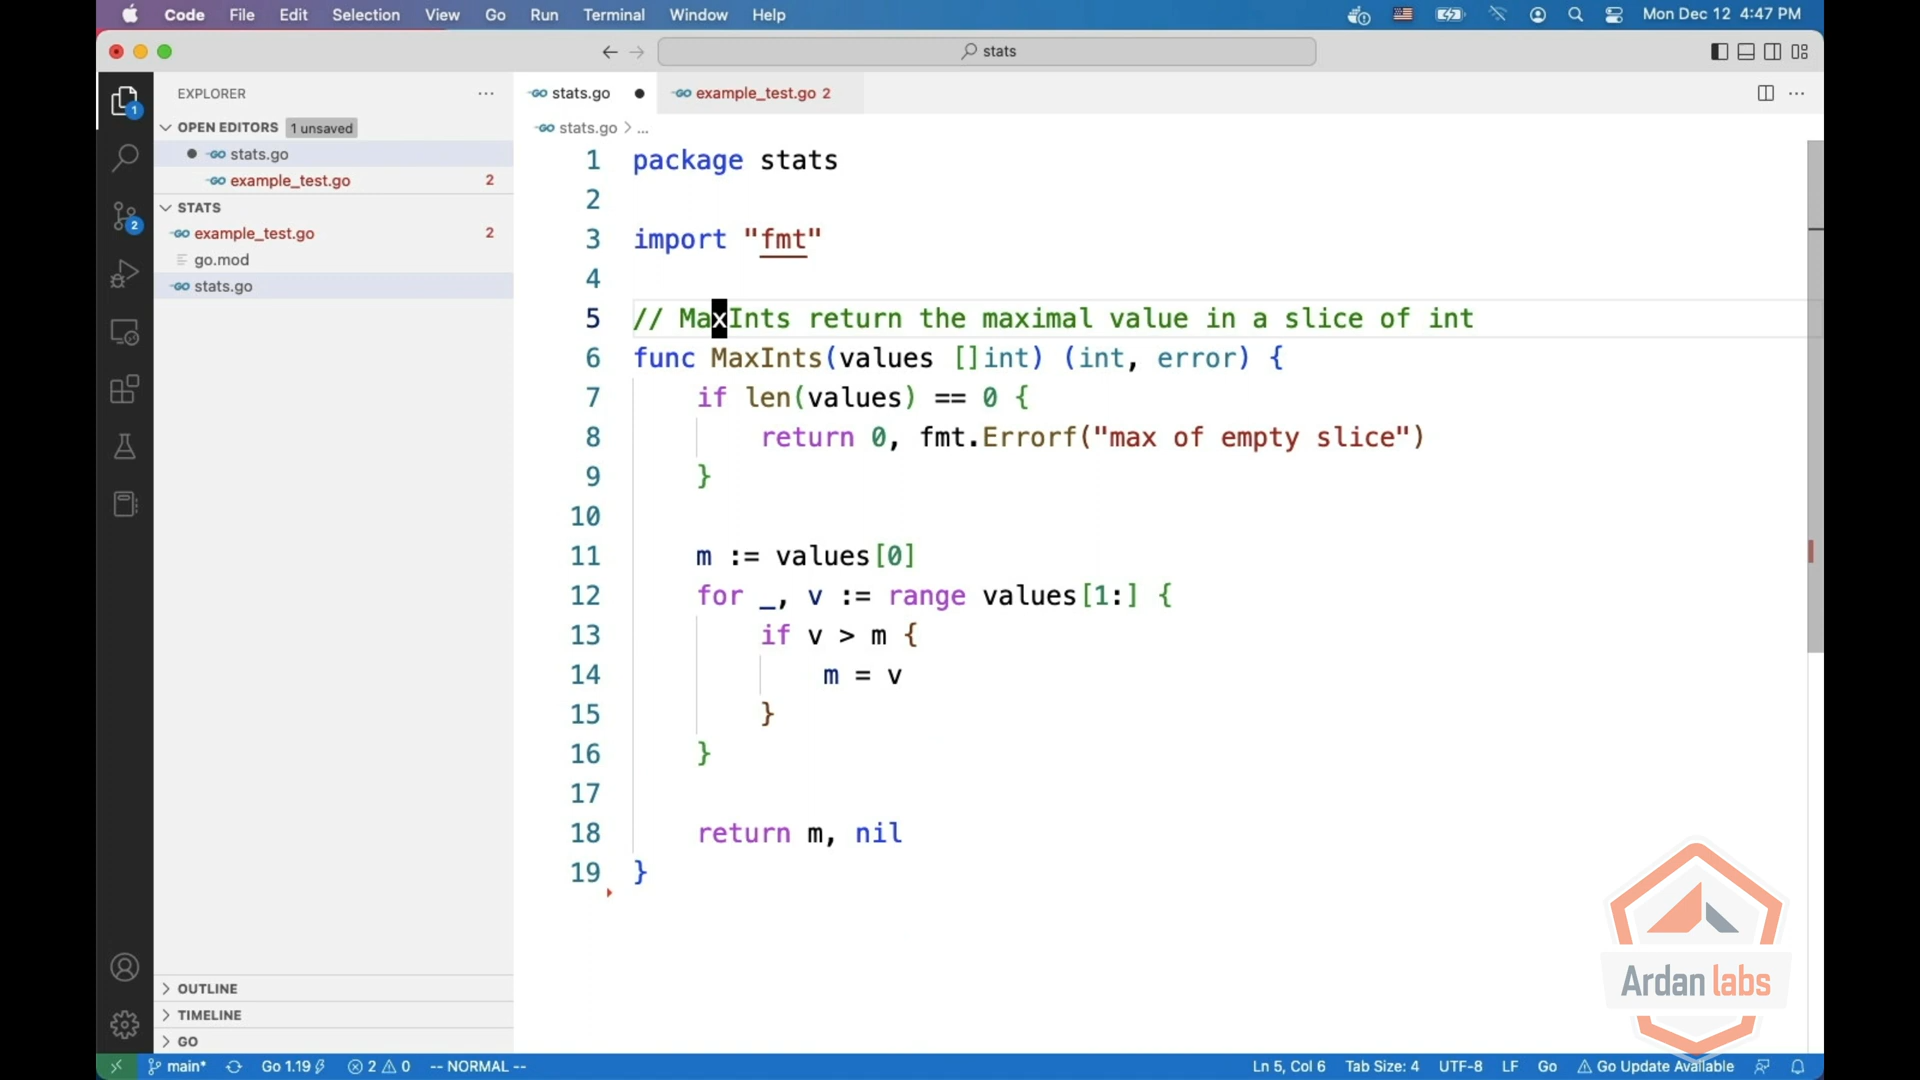 Code File Edit Selection View Go Run Terminal Window Help Mon Dec 12 4:47 PM
stats
EXPLORER
OPEN EDITORS 1 unsaved
stats.go
example_test.go 2
STATS
example_test.go 2
go.mod
stats.go
OUTLINE
TIMELINE
GO
stats.go example_test.go 2
stats.go > ...
1 package stats
2
3 import "fmt"
4
5 // MaxInts return the maximal value in a slice of int
6 func MaxInts(values []int) (int, error) {
7 if len(values) == 0 {
8 return 0, fmt.Errorf("max of empty slice")
9 }
10
11 m := values[0]
12 for _, v := range values[1:] {
13 if v > m {
14 m = v
15 }
16 }
17
18 return m, nil
19 }
Ardan labs
main* Go 1.19 2 0 -- NORMAL -- Ln 5, Col 6 Tab Size: 4 UTF-8 LF Go Go Update Available